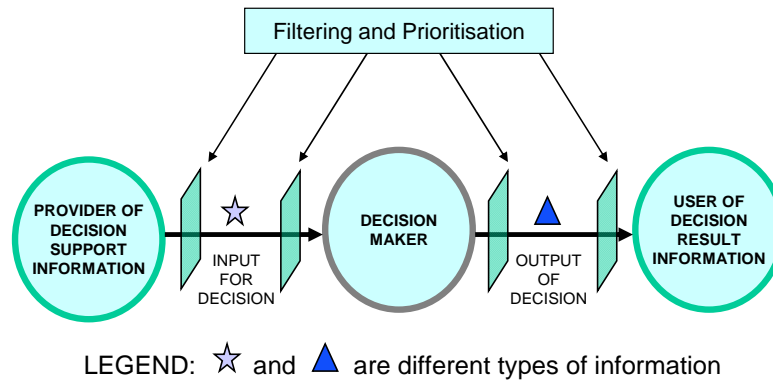 Filtering and Prioritisation
PROVIDER OF
DECISION
SUPPORT
INFORMATION
INPUT
FOR
DECISION
DECISION
MAKER
OUTPUT
OF
DECISION
USER OF
DECISION
RESULT
INFORMATION
LEGEND: and are different types of information